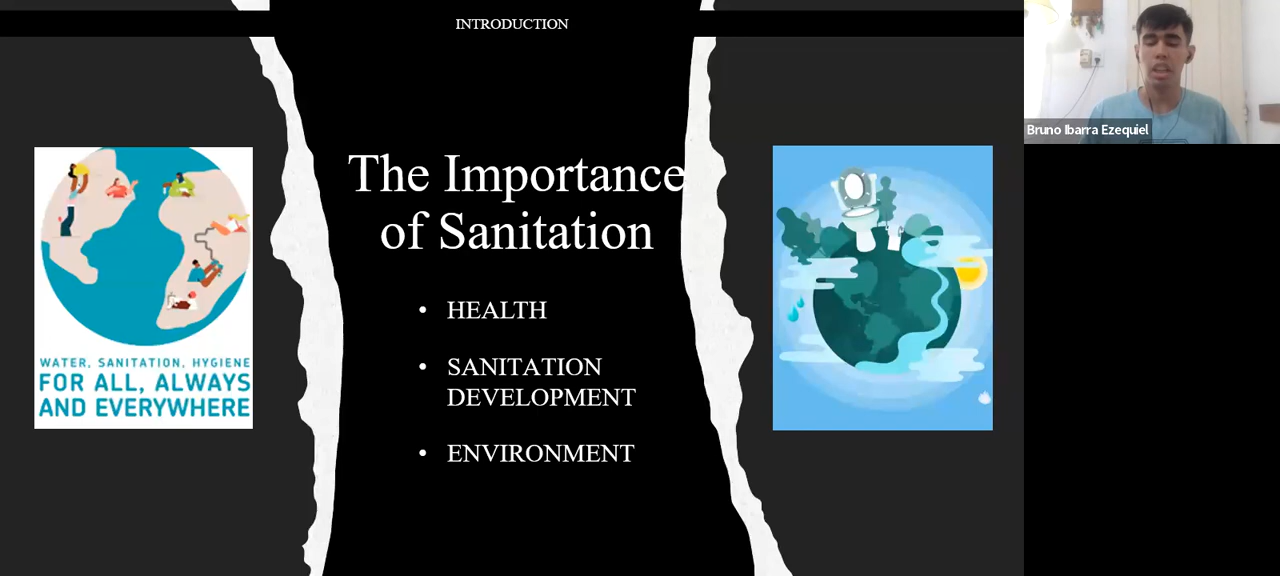 INTRODUCTION
The Importance
of Sanitation
• HEALTH
• SANITATION
DEVELOPMENT
• ENVIRONMENT
WATER, SANITATION, HYGIENE
FOR ALL, ALWAYS
AND EVERYWHERE
Bruno Ibarra Ezequiel